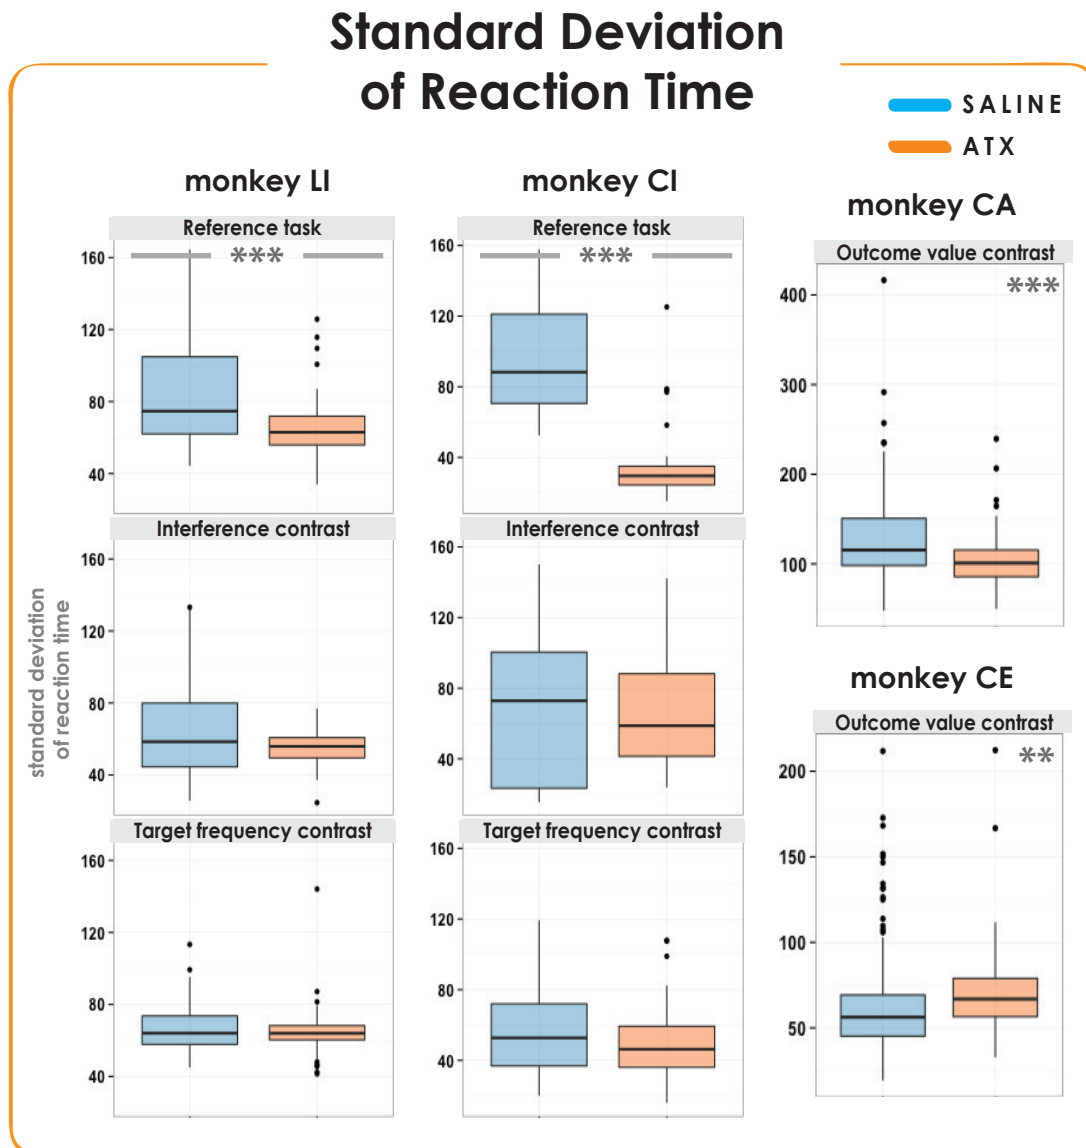 Standard Deviation
of Reaction Time
SALINE
ATX
monkey LI
Reference task
***
160
120
80
40
Interference contrast
160
120
80
40
Target frequency contrast
160
120
80
40
standard deviation
of reaction time
monkey CI
Reference task
***
160
120
80
40
Interference contrast
160
120
80
40
Target frequency contrast
160
120
80
40
monkey CA
Outcome value contrast
***
400
300
200
100
monkey CE
Outcome value contrast
**
200
150
100
50